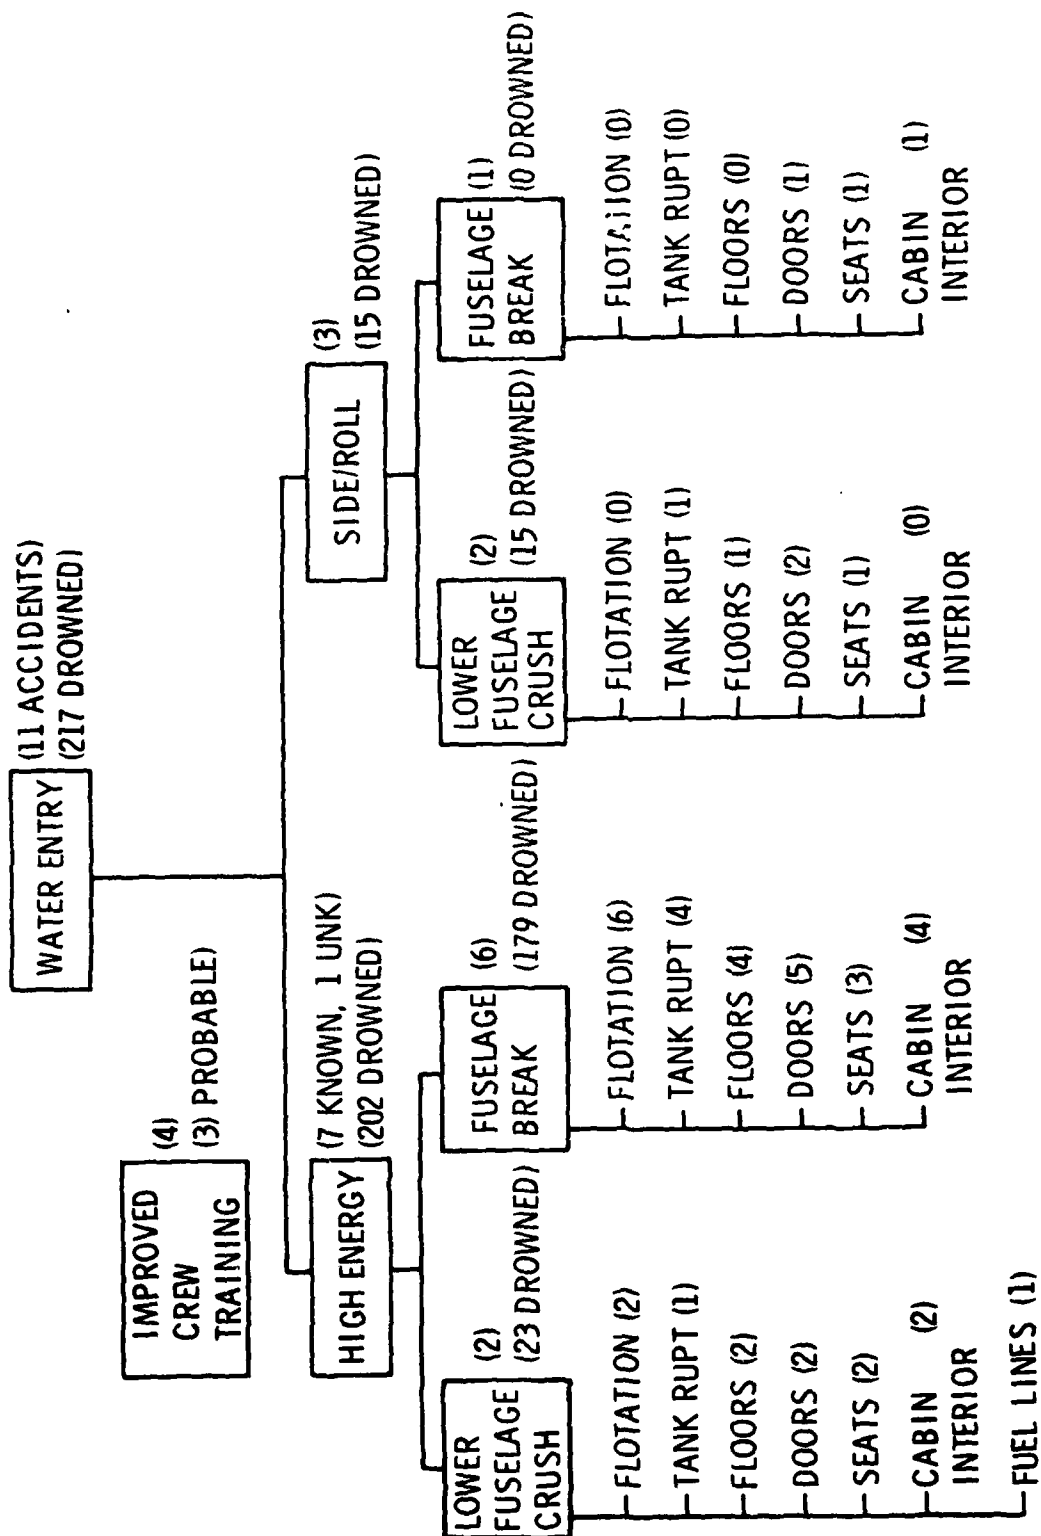 WATER ENTRY
(11 ACCIDENTS)
(217 DROWNED)
IMPROVED
CREW
TRAINING
(4)
(3) PROBABLE)
HIGH ENERGY
(7 KNOWN, 1 UNK)
(202 DROWNED)
SIDE/ROLL
(3)
(15 DROWNED)
LOWER
FUSELAGE
CRUSH
(2)
(23 DROWNED)
FLOTATION (2)
TANK RUPT (1)
FLOORS (2)
DOORS (2)
SEATS (2)
CABIN (2)
INTERIOR
FUEL LINES (1)
FUSELAGE
BREAK
(6)
(179 DROWNED)
FLOTATION (6)
TANK RUPT (4)
FLOORS (4)
DOORS (5)
SEATS (3)
CABIN (4)
INTERIOR
LOWER
FUSELAGE
CRUSH
(2)
(15 DROWNED)
FLOTATION (0)
TANK RUPT (1)
FLOORS (1)
DOORS (2)
SEATS (1)
CABIN (0)
INTERIOR
FUSELAGE
BREAK
(1)
(0 DROWNED)
FLOTATION (0)
TANK RUPT (0)
FLOORS (0)
DOORS (1)
SEATS (1)
CABIN (1)
INTERIOR